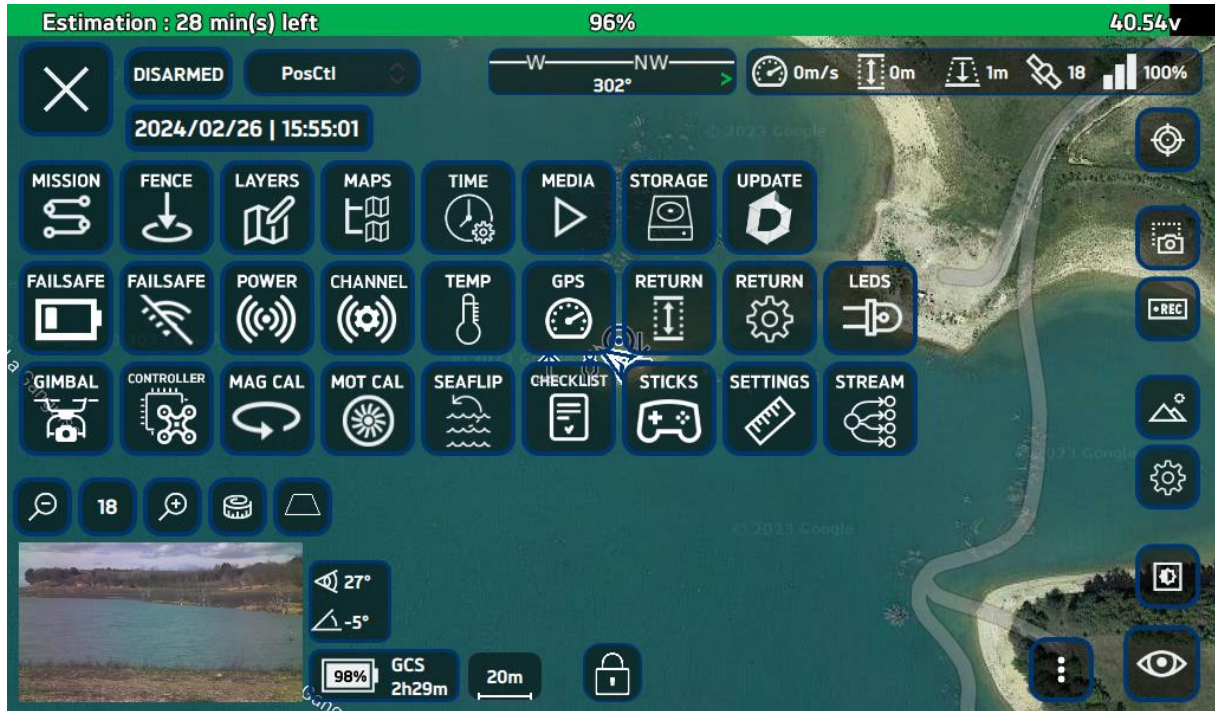 Estimation : 28 min(s) left 96% 40.54v
DISARMED PosCtl W NW 302° > 0m/s 0m 1m 18 100%
2024/02/26 | 15:55:01
© 2023 Google
MISSION FENCE LAYERS MAPS TIME MEDIA STORAGE UPDATE
FAILSAFE FAILSAFE POWER CHANNEL TEMP GPS RETURN RETURN LEDS
•REC
GIMBAL CONTROLLER MAG CAL MOT CAL SEAFLIP CHECKLIST STICKS SETTINGS STREAM
18
© 2023 Google
27°
-5°
98% GCS 2h29m 20m